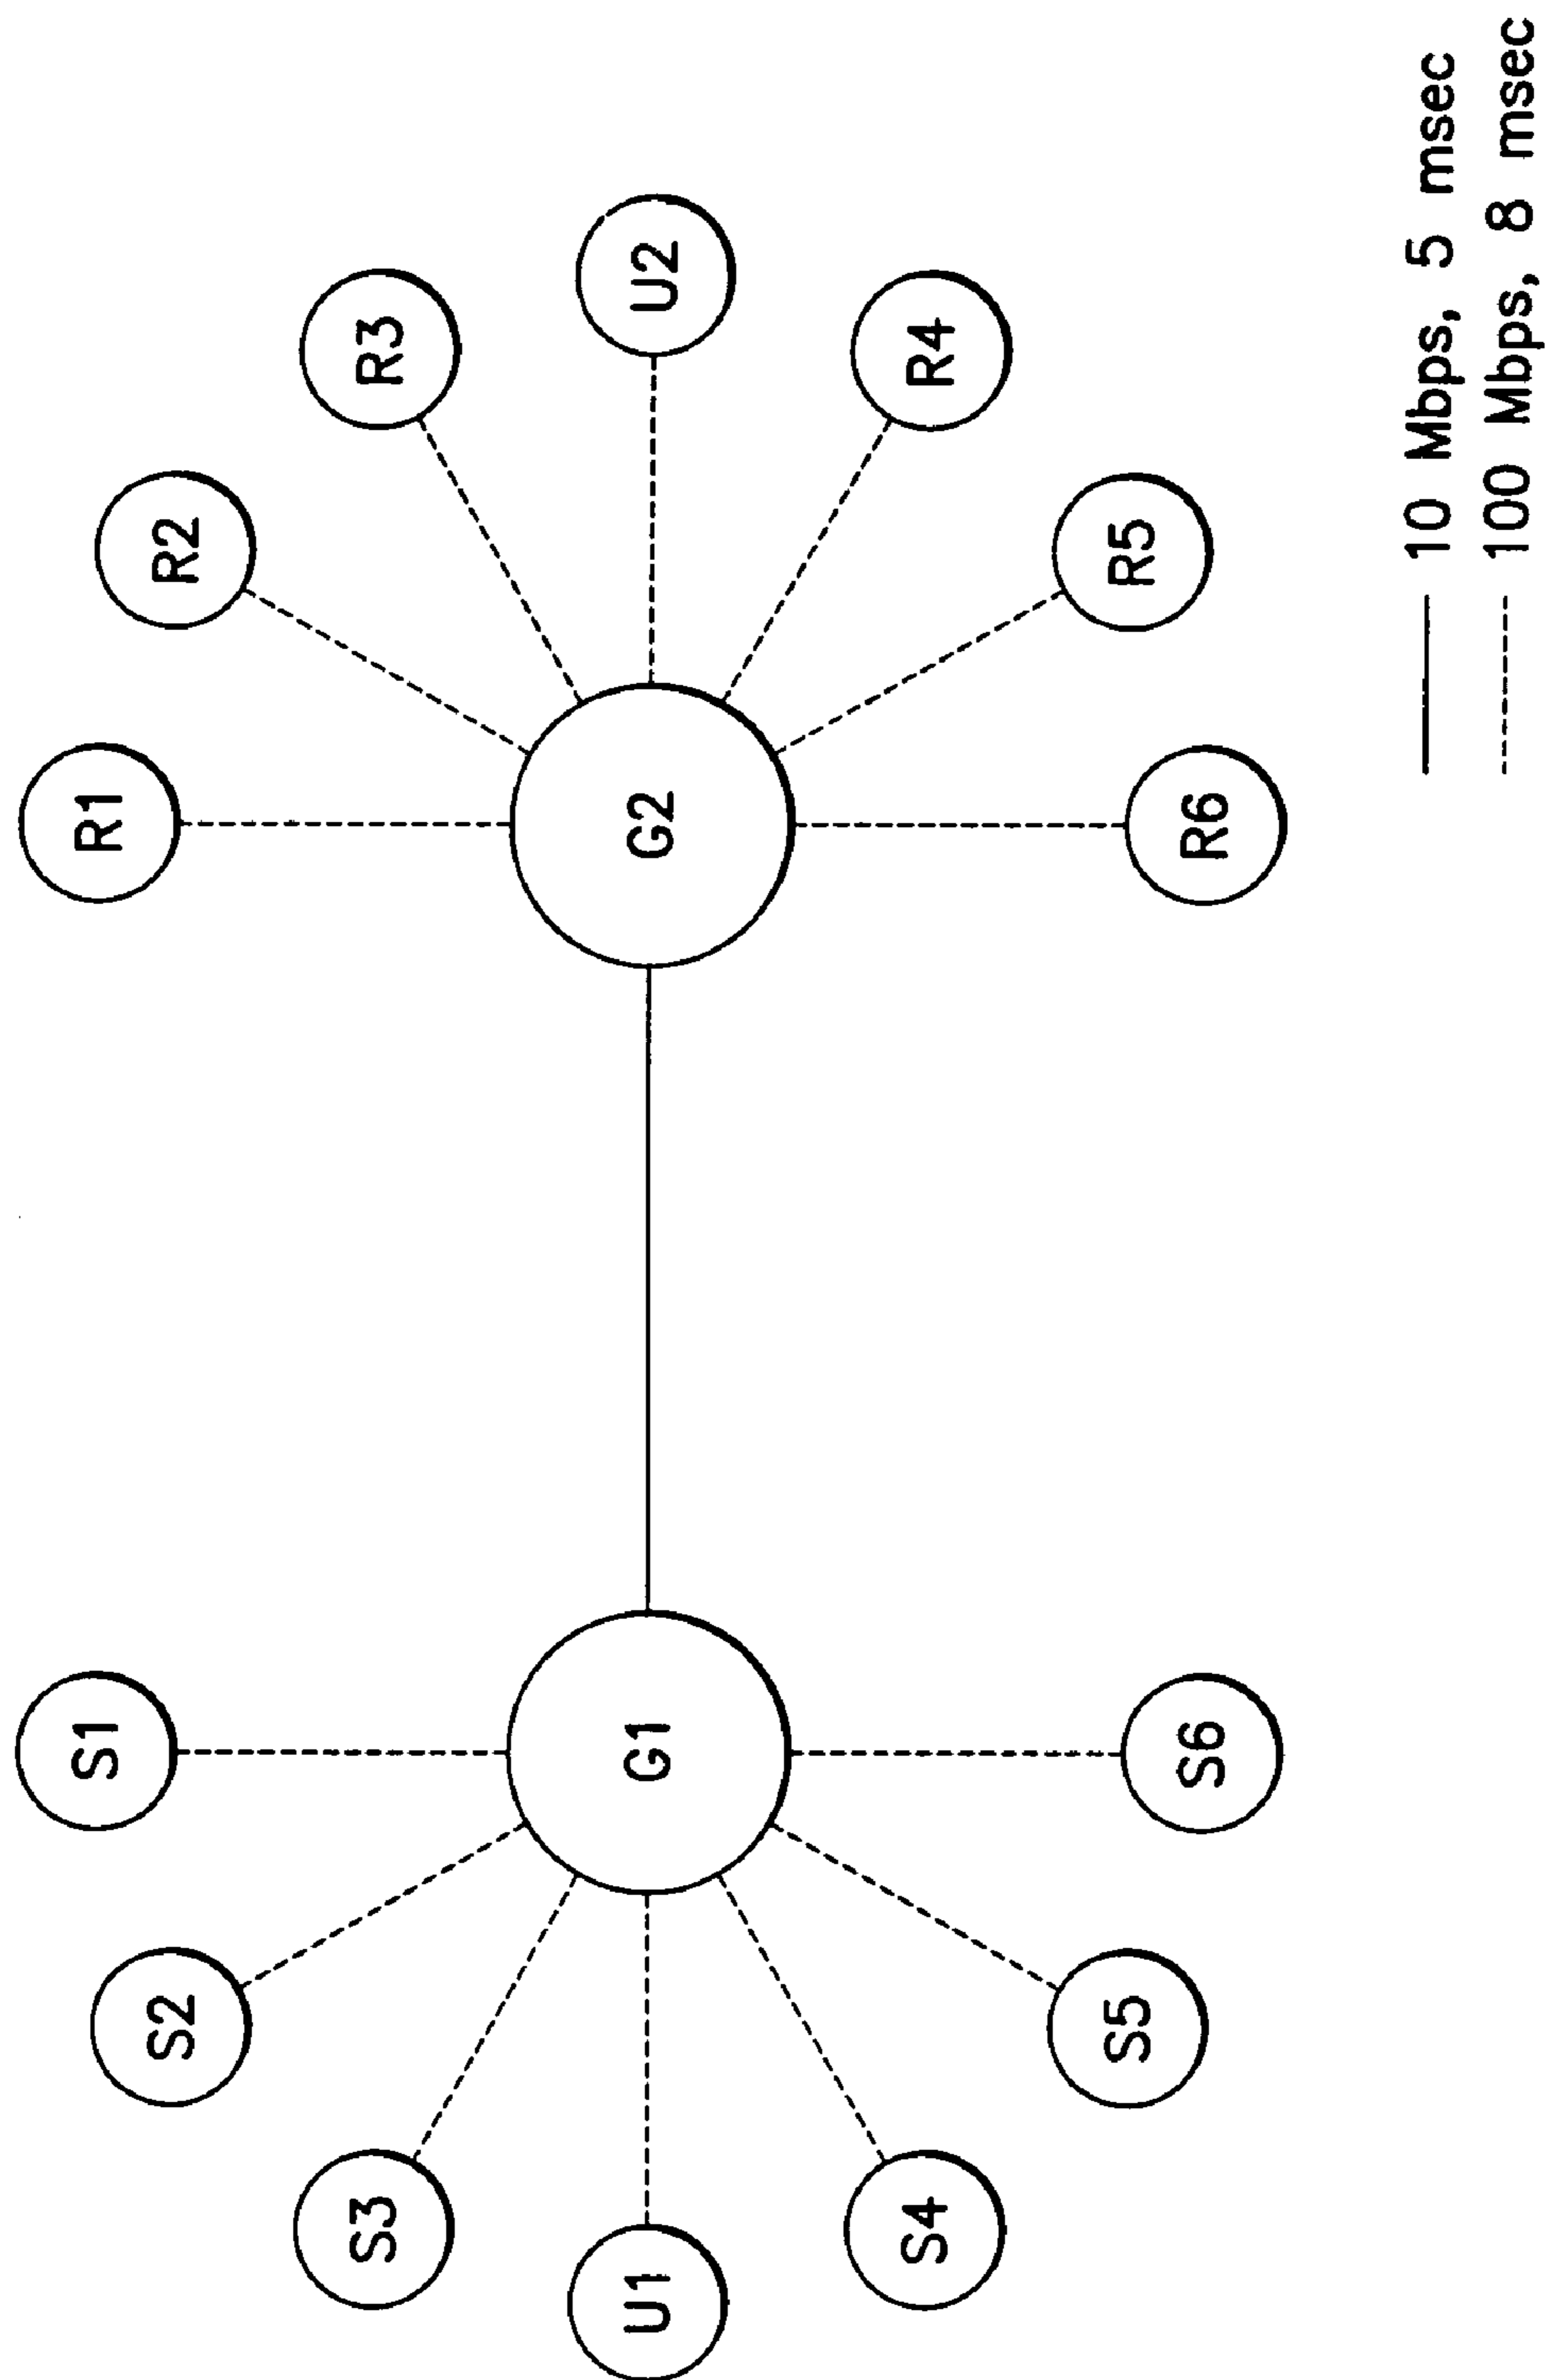 S1
S2
S3
U1
S4
S5
S6
G1
G2
R1
R2
R3
U2
R4
R5
R6
10 Mbps, 5 msec
100 Mbps, 8 msec